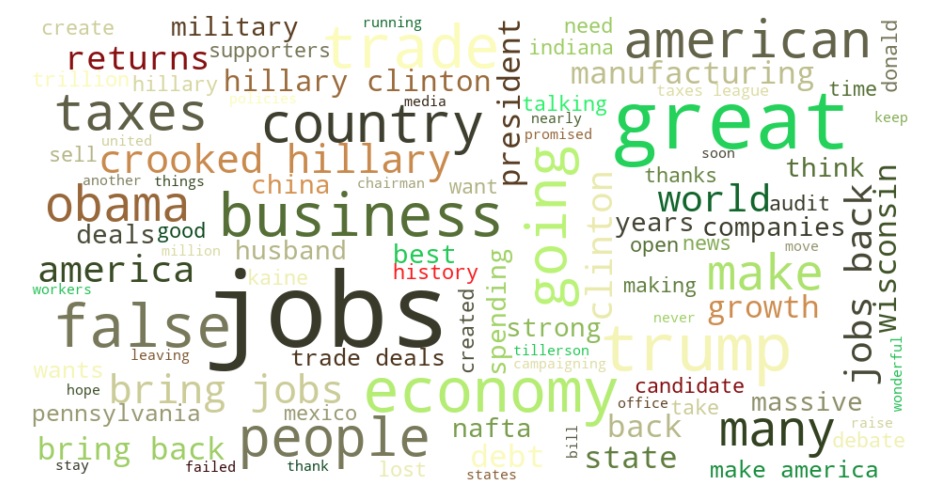 create
military
running
trade
president
need
american
donald
returns
supporters
indiana
manufacturing
trillion
hillary
hillary clinton
policies
media
talking
taxes league
time
taxes
country
nearly
great
keep
united
promised
sell
crooked hillary
soon
think
another
things
china
chairman
want
thanks
wisconsin
obama
business
going
clinton
world
audit
jobs back
deals
good
years
companies
million
husband
best
open
news
move
america
kaine
history
make
workers
jobs
created
spending
making
growth
false
strong
never
leaving
trade deals
tillerson
trump
wonderful
wants
campaigning
hope
bring jobs
economy
candidate
pennsylvania
mexico
office
take
massive
people
nafta
back
many
raise
bring back
debt
bill
state
debate
stay
failed
thank
lost
states
make america